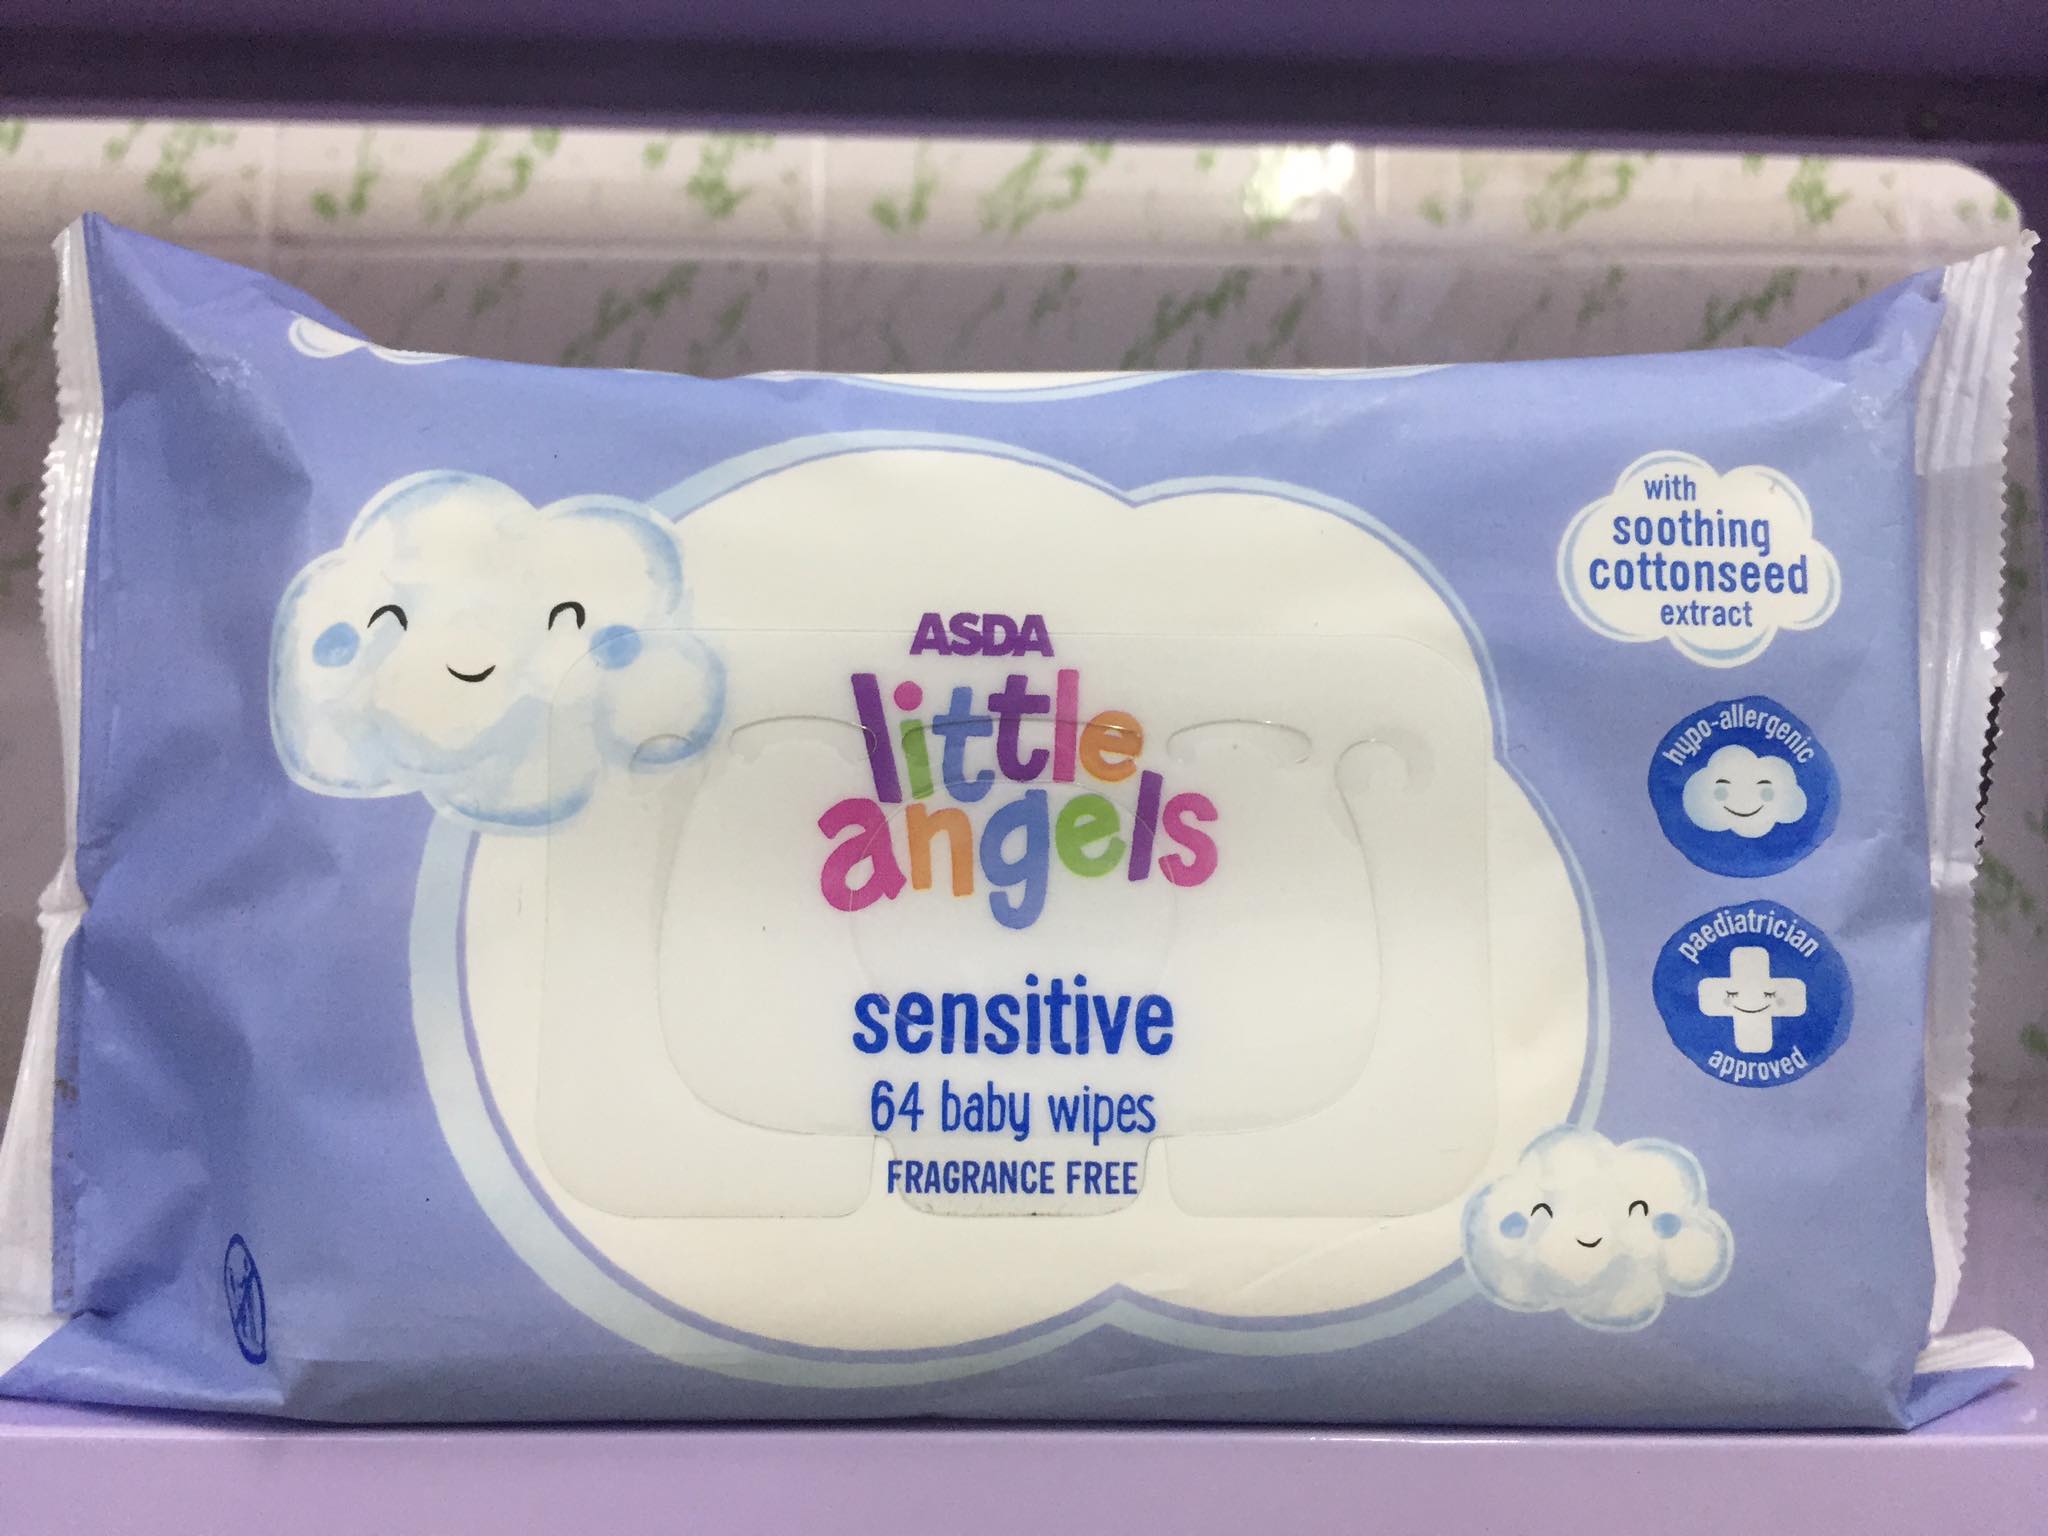 ASDA
little
angels
sensitive
64 baby wipes
FRAGRANCE FREE
with
soothing
cottonseed
extract
hypo-allergenic
paediatrician
approved